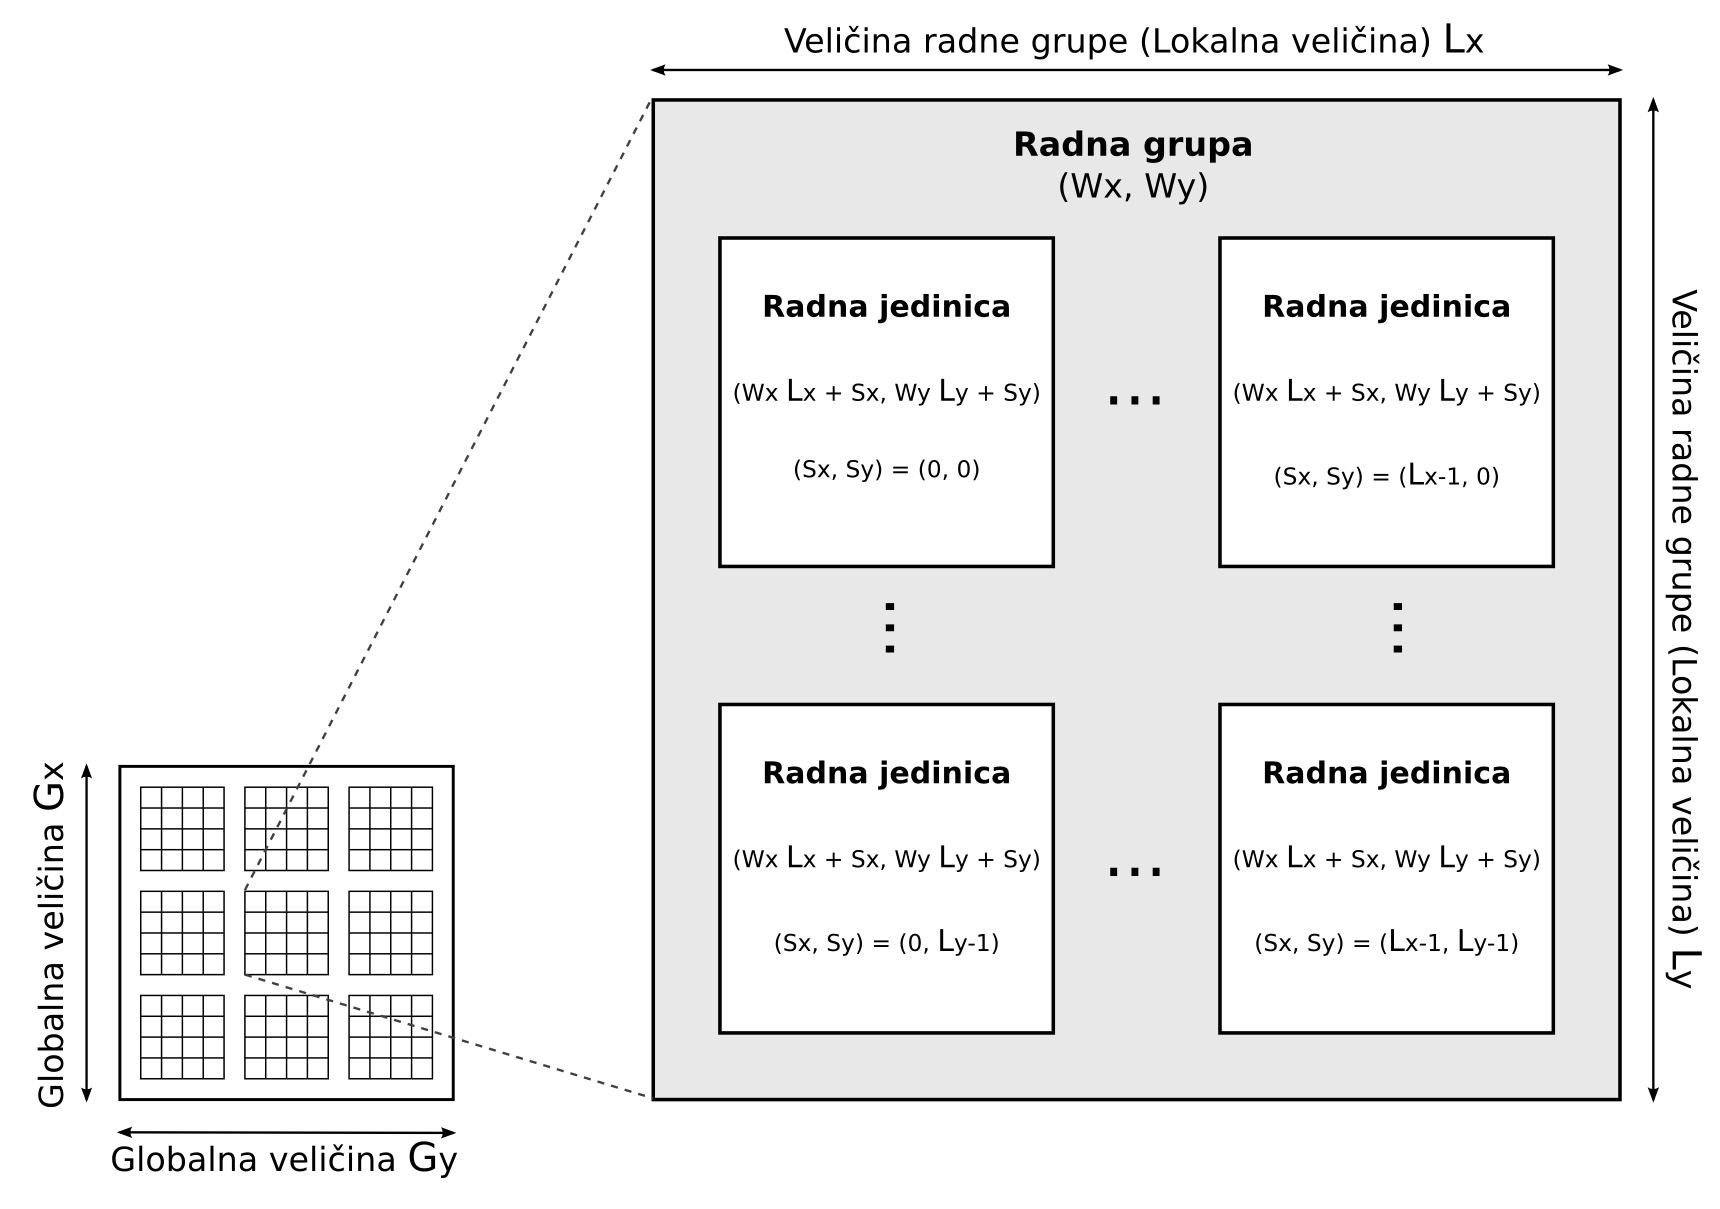 Veličina radne grupe (Lokalna veličina) Lx
Radna grupa
(Wx, Wy)
Radna jedinica
(Wx Lx + Sx, Wy Ly + Sy)
(Sx, Sy) = (0, 0)
...
Radna jedinica
(Wx Lx + Sx, Wy Ly + Sy)
(Sx, Sy) = (Lx-1, 0)
...
...
Radna jedinica
(Wx Lx + Sx, Wy Ly + Sy)
(Sx, Sy) = (0, Ly-1)
...
Radna jedinica
(Wx Lx + Sx, Wy Ly + Sy)
(Sx, Sy) = (Lx-1, Ly-1)
Veličina radne grupe (Lokalna veličina) Ly
Globalna veličina Gx
Globalna veličina Gy